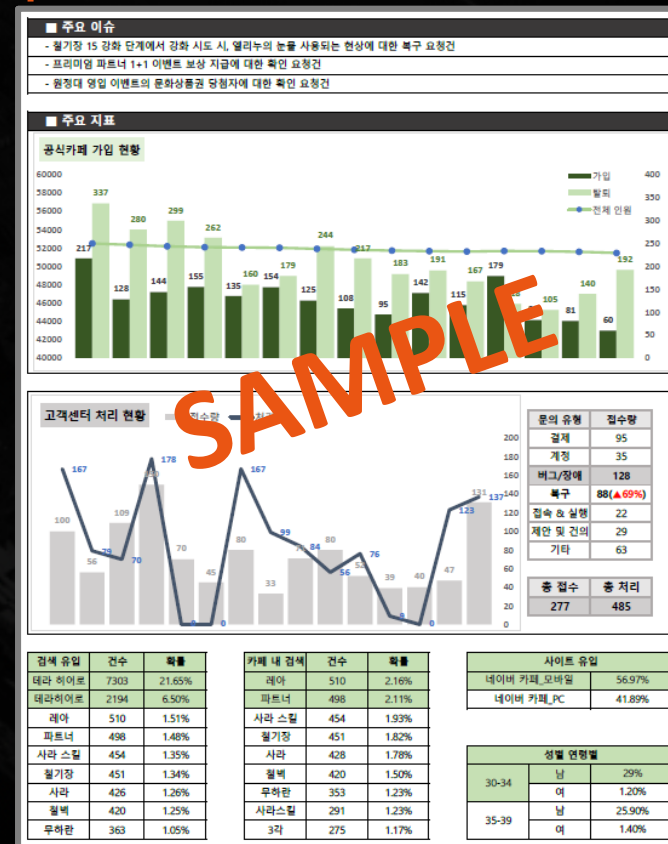 ■ 주요 이슈
- 절기장 15 강화 단계에서 강화 시도 시, 엘리누의 눈물 사용되는 현상에 대한 복구 요청건
- 프리미엄 파트너 1+1 이벤트 보상 지급에 대한 확인 요청건
- 원정대 영입 이벤트의 문화상품권 당첨자에 대한 확인 요청건
■ 주요 지표
공식카페 가입 현황
가입
탈퇴
전체 인원
60000
58000
56000
54000
52000
50000
48000
46000
44000
42000
40000
400
350
300
250
200
150
100
50
0
337
280
299
262
160
179
244
217
183
191
167
105
140
192
217
128
144
155
135
154
125
108
95
142
115
179
81
60
SAMPLE
고객센터 처리 현황
200
180
160
140
120
100
80
60
40
20
0
167
79
70
178
0
167
99
84
56
76
0
123
137
100
56
109
70
45
80
33
80
39
40
47
131
문의 유형 접수량
결제 95
계정 35
버그/장애 128
복구 88(▲69%)
접속 & 실행 22
제안 및 건의 29
기타 63
총 접수 총 처리
277 485
검색 유입 건수 확률
테라 히어로 7303 21.65%
테라히어로 2194 6.50%
레아 510 1.51%
파트너 498 1.48%
사라 스킬 454 1.35%
절기장 451 1.34%
사라 426 1.26%
절벽 420 1.25%
무하란 363 1.05%
카페 내 검색 건수 확률
레아 510 2.16%
파트너 498 2.11%
사라 스킬 454 1.93%
절기장 451 1.82%
사라 428 1.78%
절벽 420 1.50%
무하란 353 1.23%
사라스킬 291 1.23%
3각 275 1.17%
사이트 유입
네이버 카페_모바일 56.97%
네이버 카페_PC 41.89%
성별 연령별
30-34 남 29%
여 1.20%
35-39 남 25.90%
여 1.40%